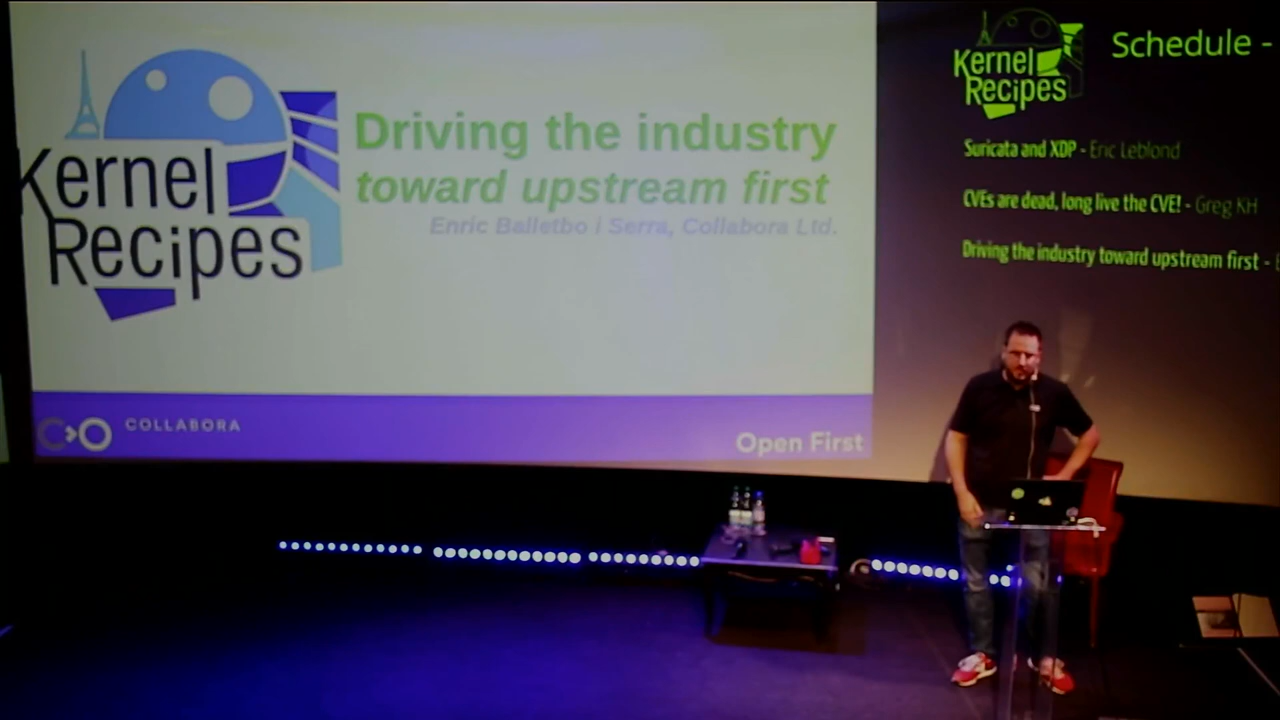 Kernel
Recipes
Driving the industry
toward upstream first
Enric Balletbo i Serra, Collabora Ltd.
COLLABORA
Open First
Kernel
Recipes
Schedule -
Suricata and XDP - Eric Leblond
CVEs are dead, long live the CVE! - Greg KH
Driving the industry toward upstream first -